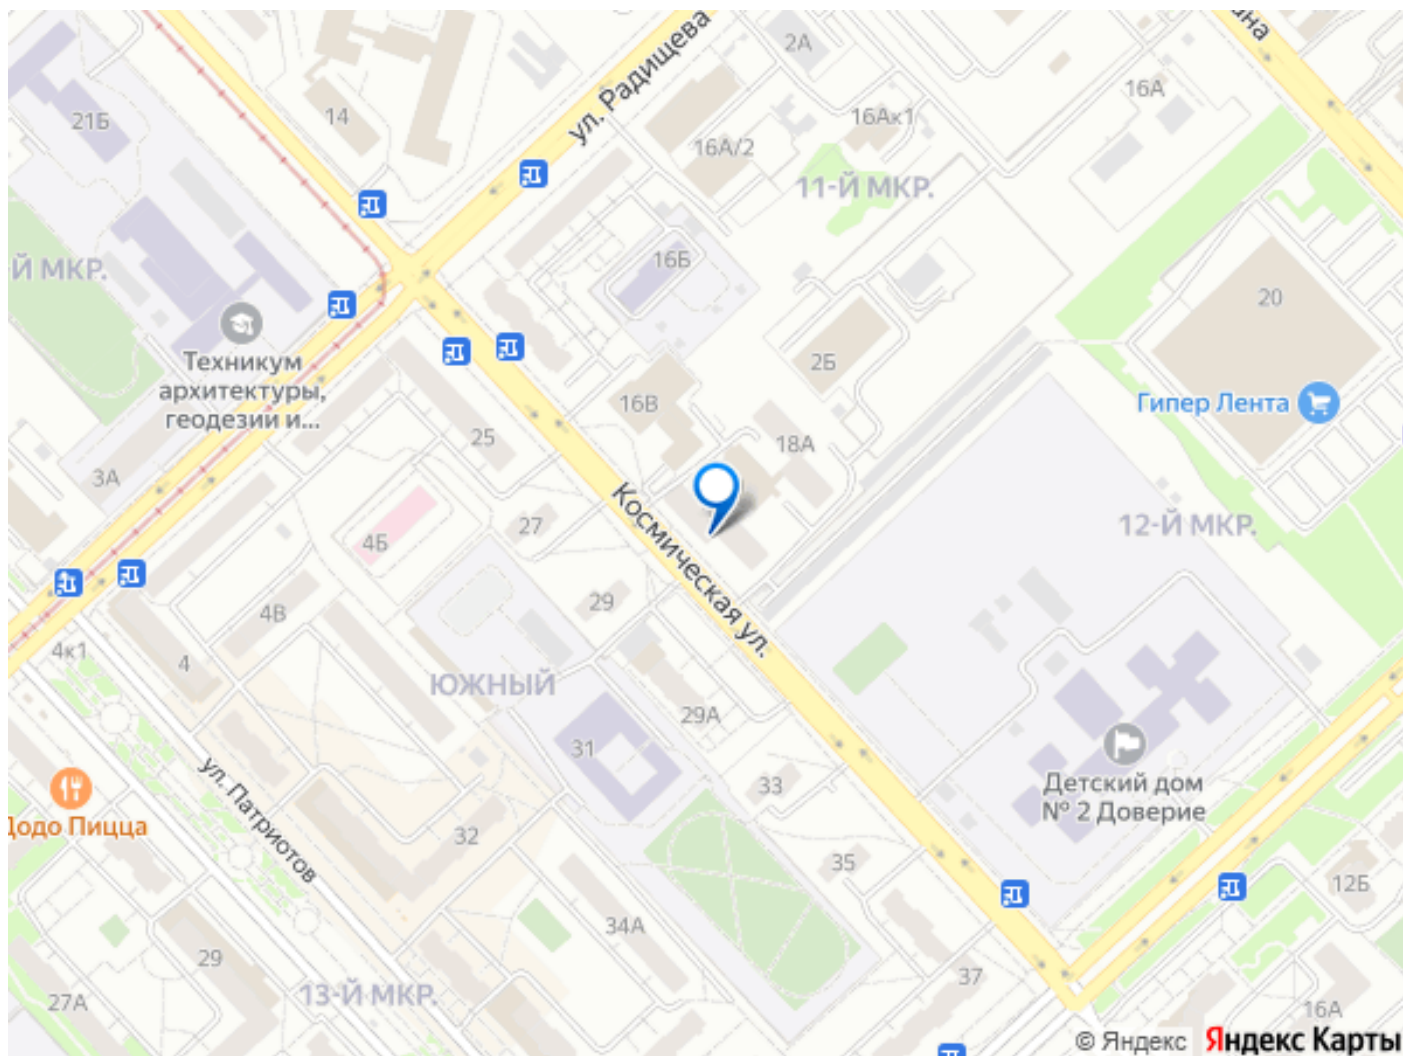 ул. Радищева
2А
16А
16Ак1
14
21Б
16А/2
11-Й МКР.
16Б
Й МКР.
20
Техникум
архитектуры,
геодезии и...
2Б
16В
Гипер Лента
25
18А
3А
27
4Б
Космическая ул.
12-Й МКР.
29
4В
4к1
4
ЮЖНЫЙ
29А
31
33
Детский дом
№ 2 Доверие
Додо Пицца
ул. Патриотов
32
35
12Б
34А
29
37
27А
13-Й МКР.
16А
© Яндекс Яндекс Карты